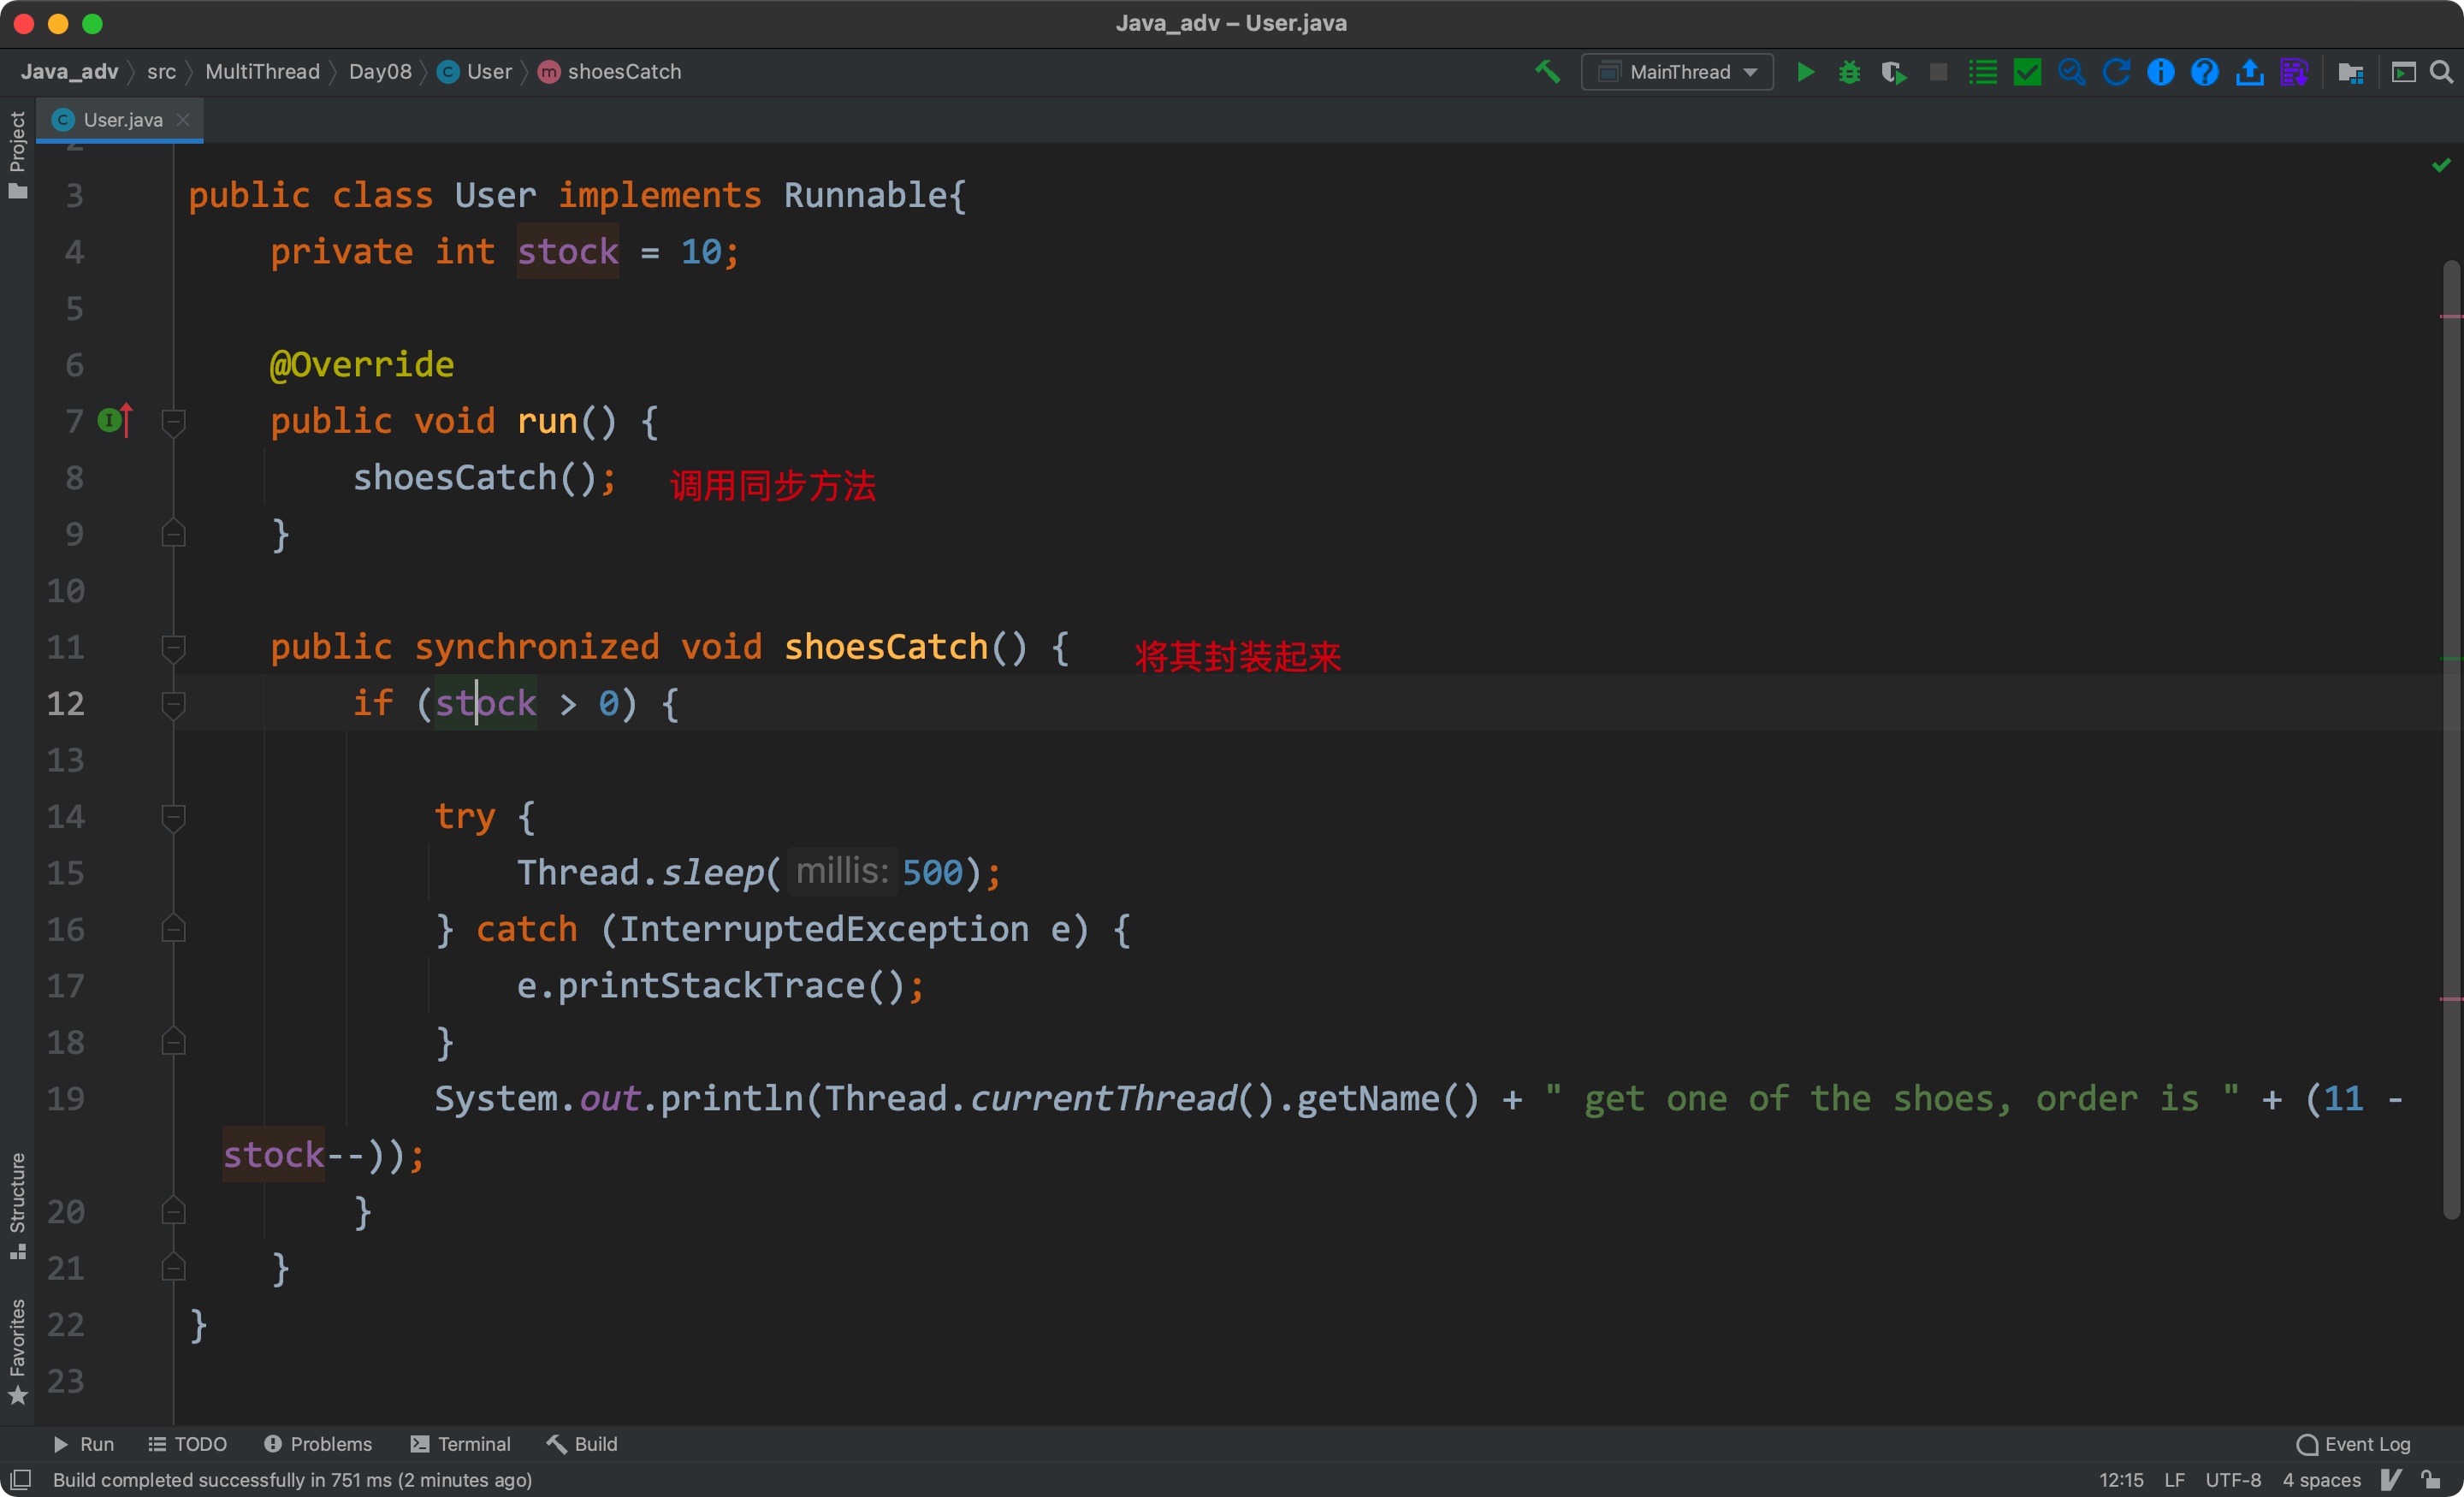 Java_adv – User.java
Java_adv src MultiThread Day08 C User m shoesCatch MainThread
Project
C User.java
2
3 public class User implements Runnable{
4 private int stock = 10;
5
6 @Override
7 public void run() {
8 shoesCatch(); 调用同步方法
9 }
10
11 public synchronized void shoesCatch() { 将其封装起来
12 if (stock > 0) {
13
14 try {
15 Thread.sleep( millis: 500);
16 } catch (InterruptedException e) {
17 e.printStackTrace();
18 }
19 System.out.println(Thread.currentThread().getName() + " get one of the shoes, order is " + (11 -
stock--));
20 }
21 }
22 }
23
Structure
Favorites
Run TODO Problems Terminal Build Event Log
Build completed successfully in 751 ms (2 minutes ago) 12:15 LF UTF-8 4 spaces